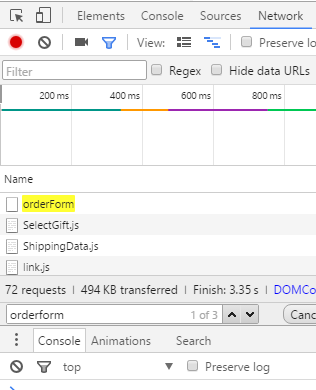 Elements Console Sources Network
View: Preserve log
Filter Regex Hide data URLs
200 ms 400 ms 600 ms 800 ms
Name
orderForm
SelectGift.js
ShippingData.js
link.js
72 requests | 494 KB transferred | Finish: 3.35 s | DOMCo
orderform 1 of 3 Canc
Console Animations Search
top Preserve log